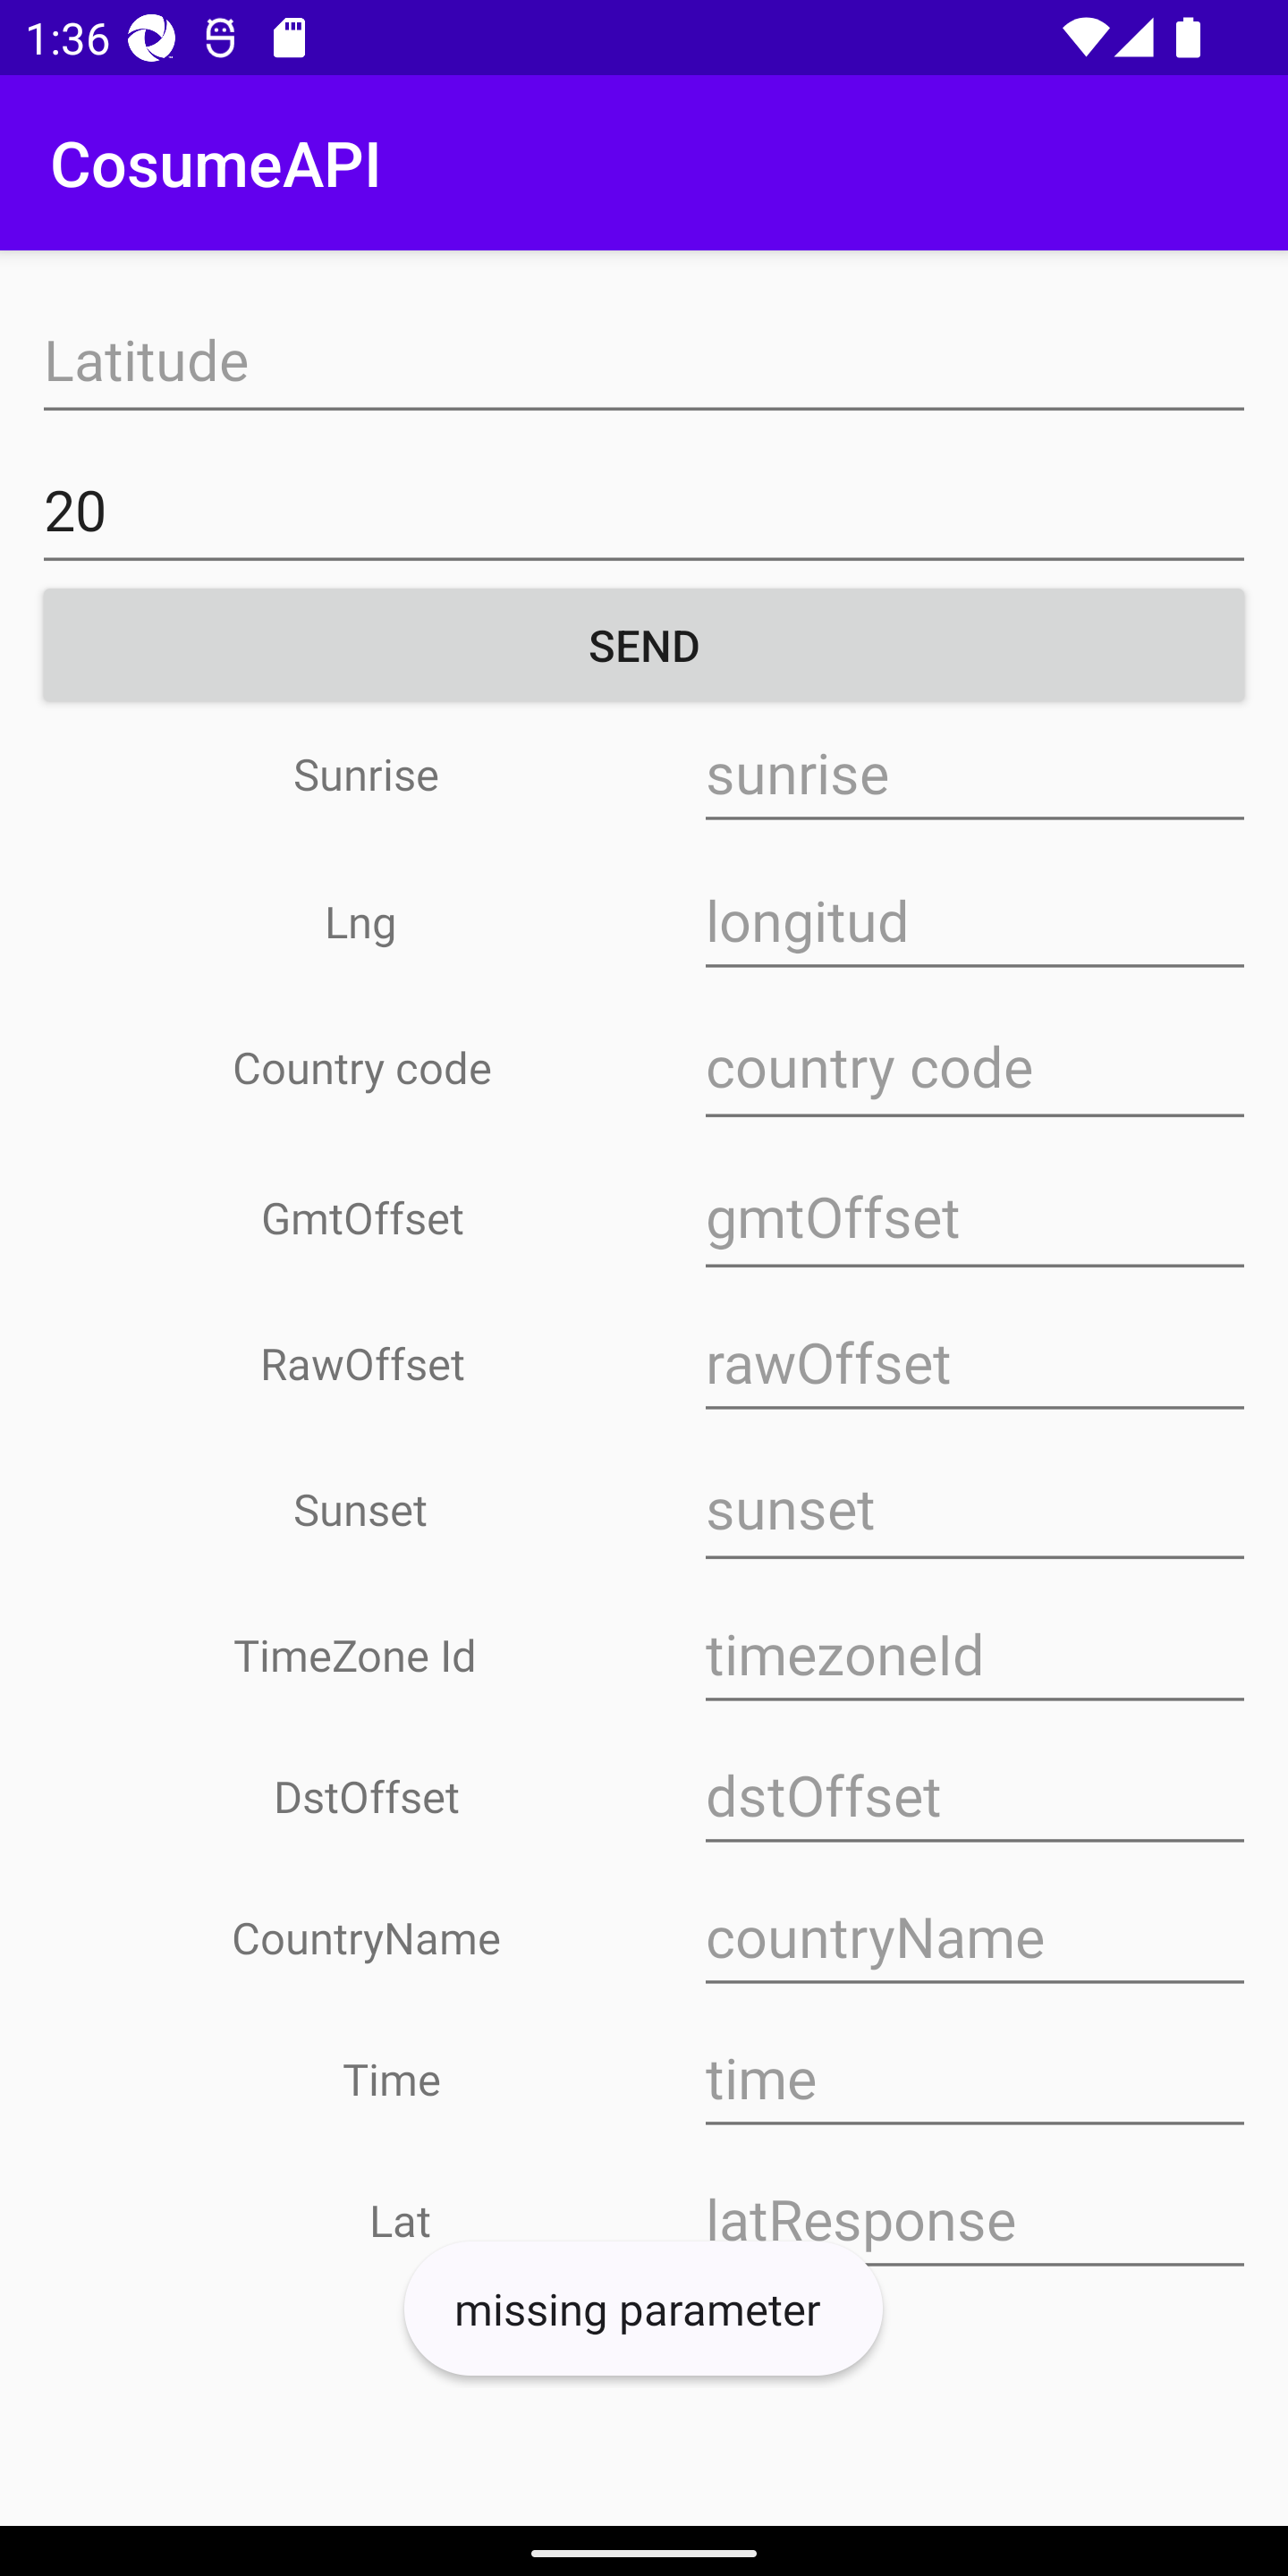 1:36
CosumeAPI
Latitude
20
SEND
Sunrise sunrise
Lng longitud
Country code country code
GmtOffset gmtOffset
RawOffset rawOffset
Sunset sunset
TimeZone Id timezoneId
DstOffset dstOffset
CountryName countryName
Time time
Lat latResponse
missing parameter